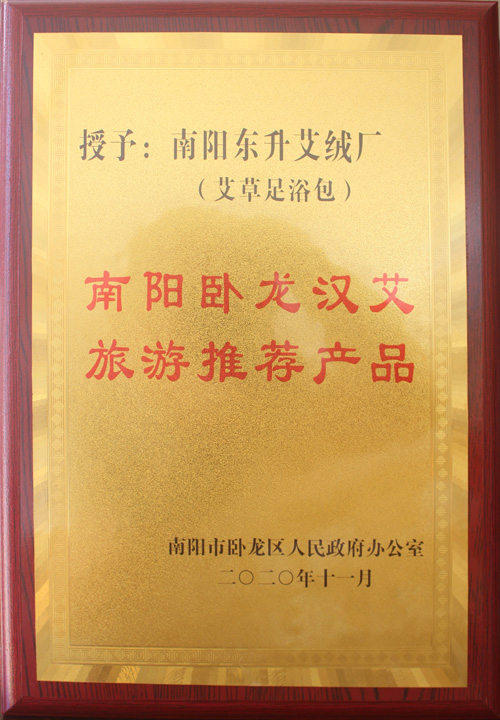 授予：南阳东升艾绒厂
（艾草足浴包）
南阳卧龙汉艾
旅游推荐产品
南阳市卧龙区人民政府办公室
二〇二〇年十一月